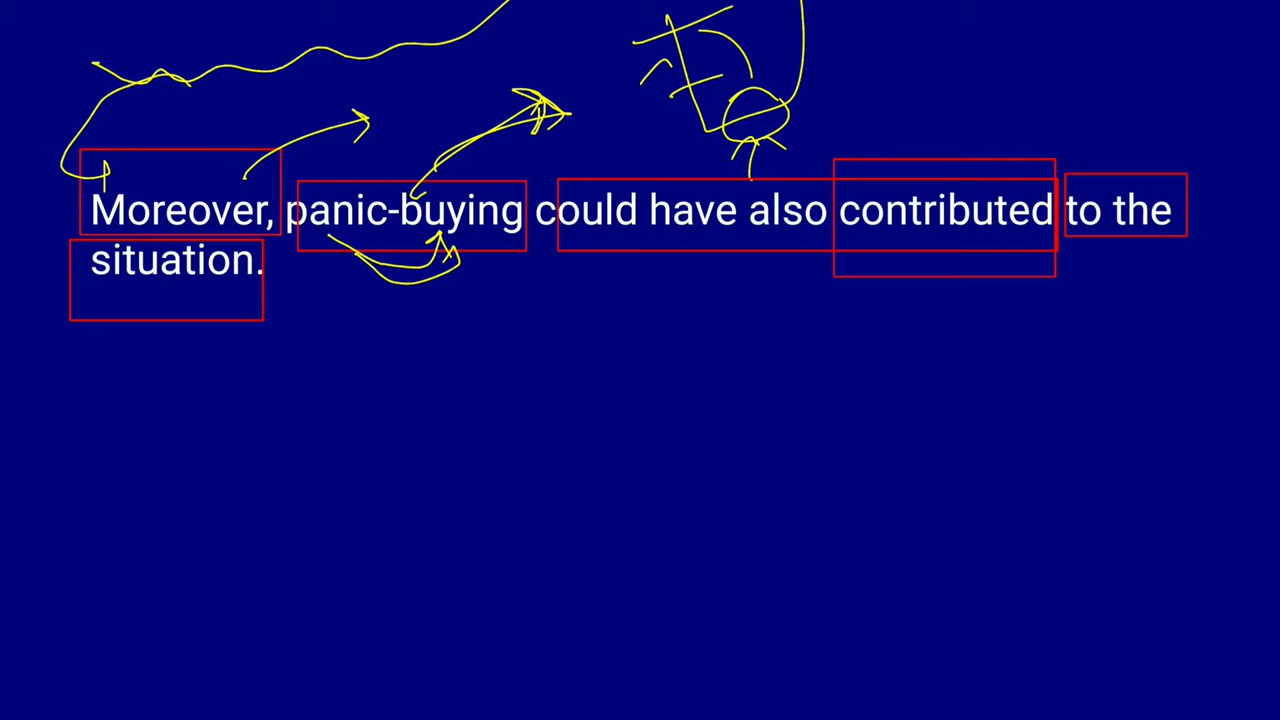 Moreover, panic-buying could have also contributed to the
situation.